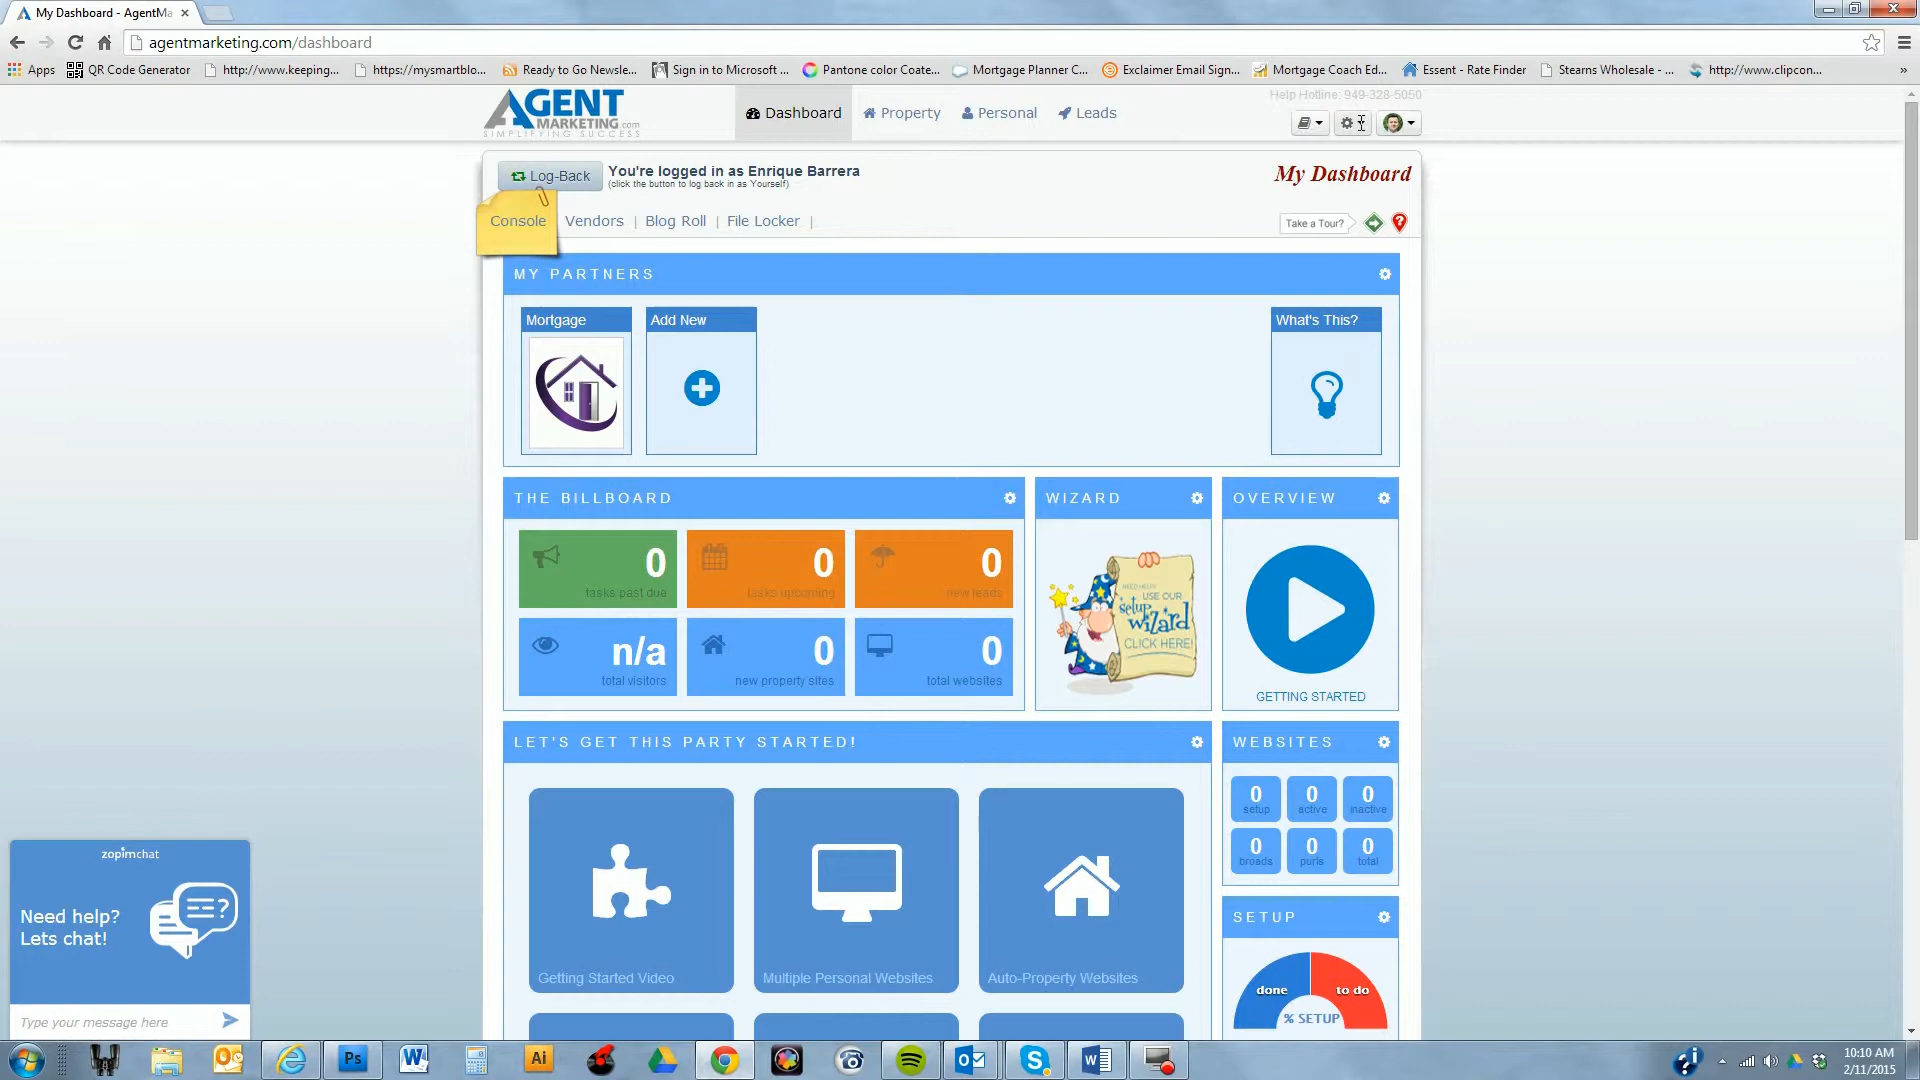 My Dashboard - AgentMa
agentmarketing.com/dashboard
Apps
QR Code Generator
http://www.keeping...
https://mysmartblo...
Ready to Go Newsle...
Sign in to Microsoft ...
Pantone color Coate...
Mortgage Planner C...
Exclaimer Email Sign...
Mortgage Coach Ed...
Essent - Rate Finder
Stearns Wholesale - ...
http://www.clipcon...
»
Help Hotline: 949-328-5050
AGENT
MARKETING.com
SIMPLIFYING SUCCESS
Dashboard
Property
Personal
Leads
Log-Back
You're logged in as Enrique Barrera
(click the button to log back in as Yourself)
My Dashboard
Console
Vendors |
Blog Roll |
File Locker |
Take a Tour?
MY PARTNERS
Mortgage
Add New
What's This?
THE BILLBOARD
WIZARD
OVERVIEW
0
tasks past due
0
tasks upcoming
0
new leads
n/a
total visitors
0
new property sites
0
total websites
NEED HELP?
USE OUR
setup
wizard
CLICK HERE!
GETTING STARTED
LET'S GET THIS PARTY STARTED!
WEBSITES
0
setup
0
active
0
inactive
0
broads
0
purls
0
total
Getting Started Video
Multiple Personal Websites
Auto-Property Websites
SETUP
done
to do
% SETUP
zopimchat
Need help?
Lets chat!
Type your message here
Ps
Ai
10:10 AM
2/11/2015